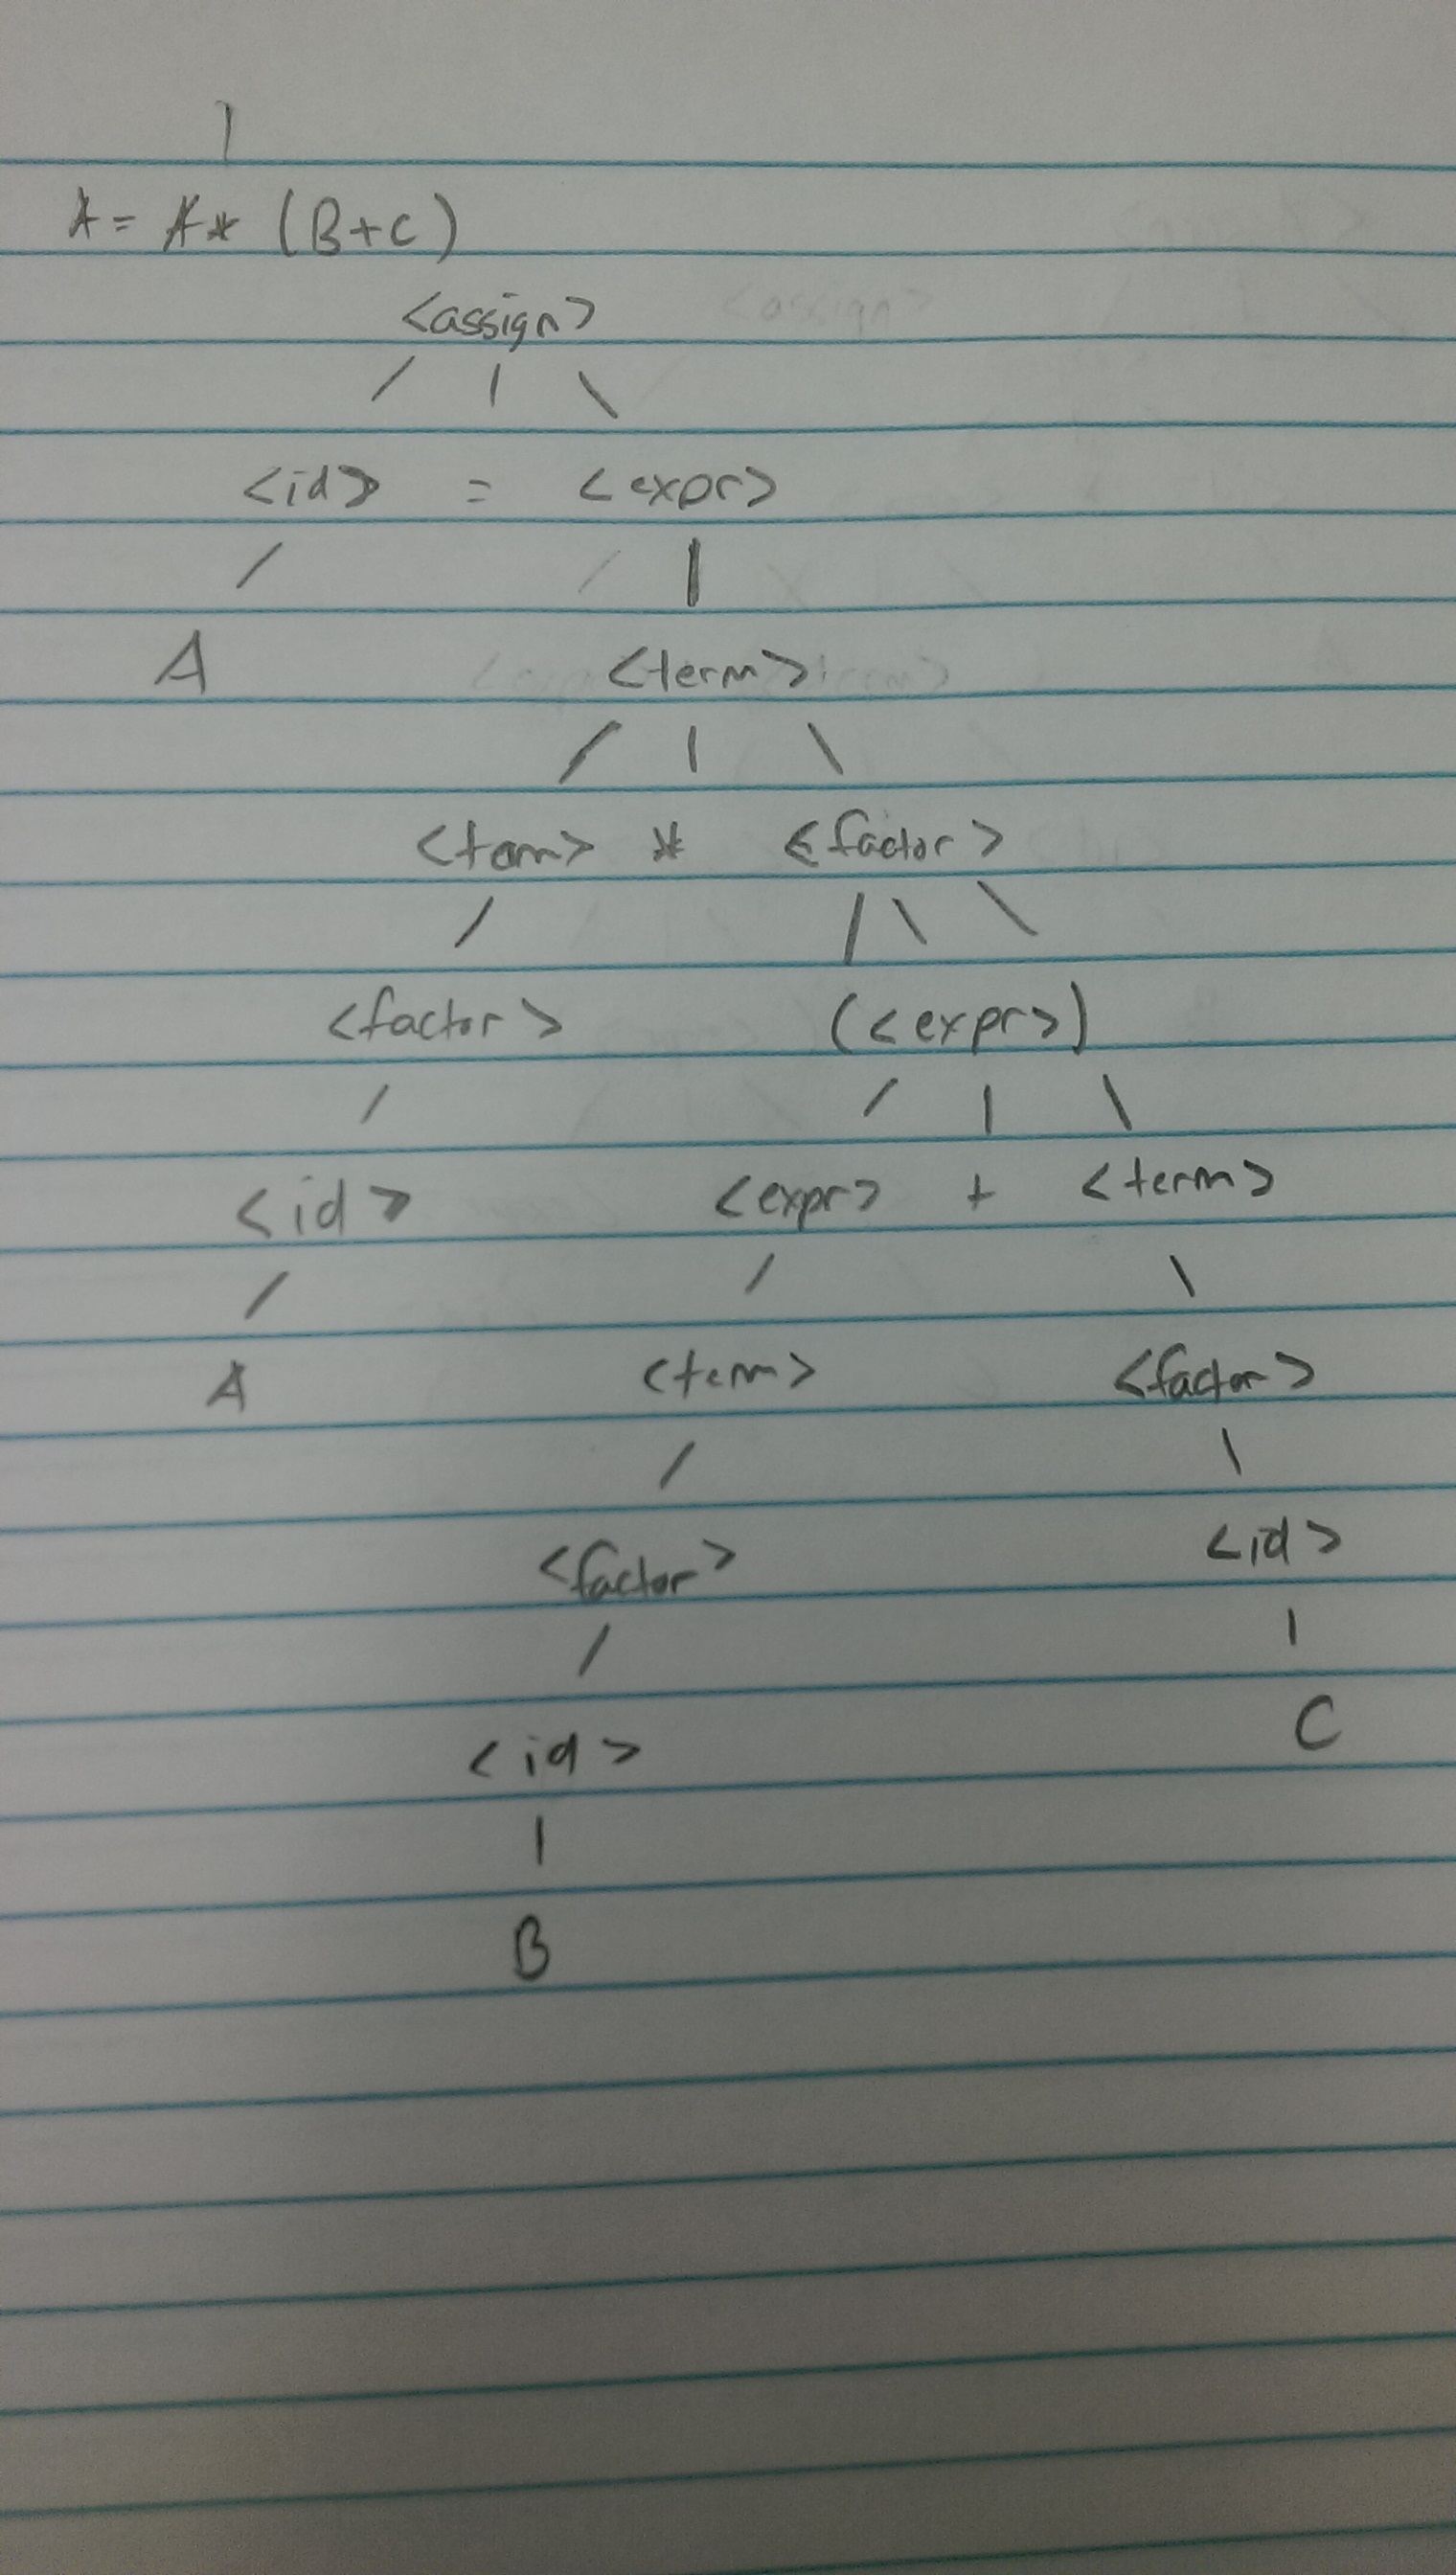 1
A = A * (B+C)
<assign>
<id> = <expr>
A <term>
<term> * <factor>
<factor> (<expr>)
<id> <expr> + <term>
A <term> <factor>
<factor> <id>
<id> C
B